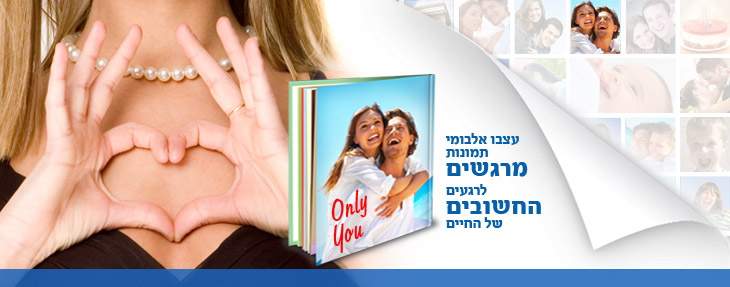 עצבו אלבומי
תמונות
מרגשים
לרגעים
החשובים
של החיים
Only
You